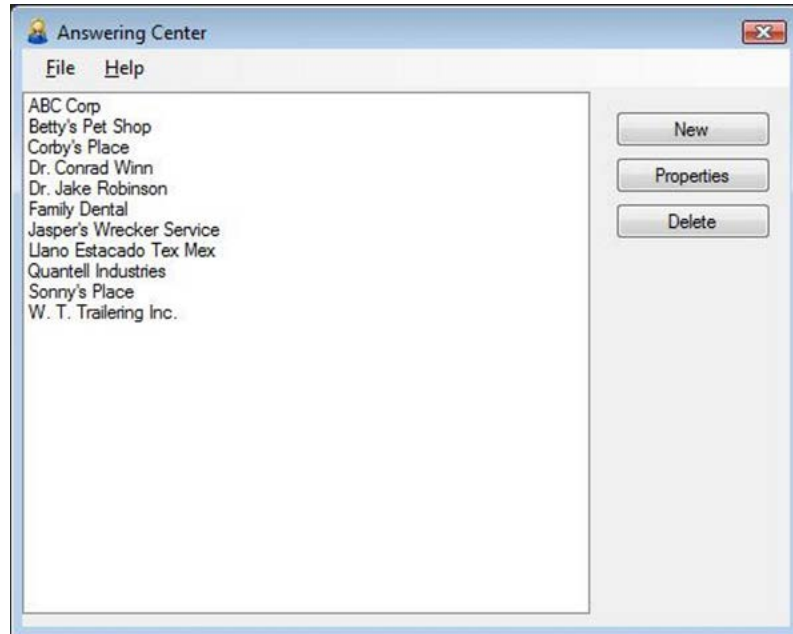 Answering Center
File Help
ABC Corp
Betty's Pet Shop
Corby's Place
Dr. Conrad Winn
Dr. Jake Robinson
Family Dental
Jasper's Wrecker Service
Llano Estacado Tex Mex
Quantell Industries
Sonny's Place
W. T. Trailering Inc.
New
Properties
Delete